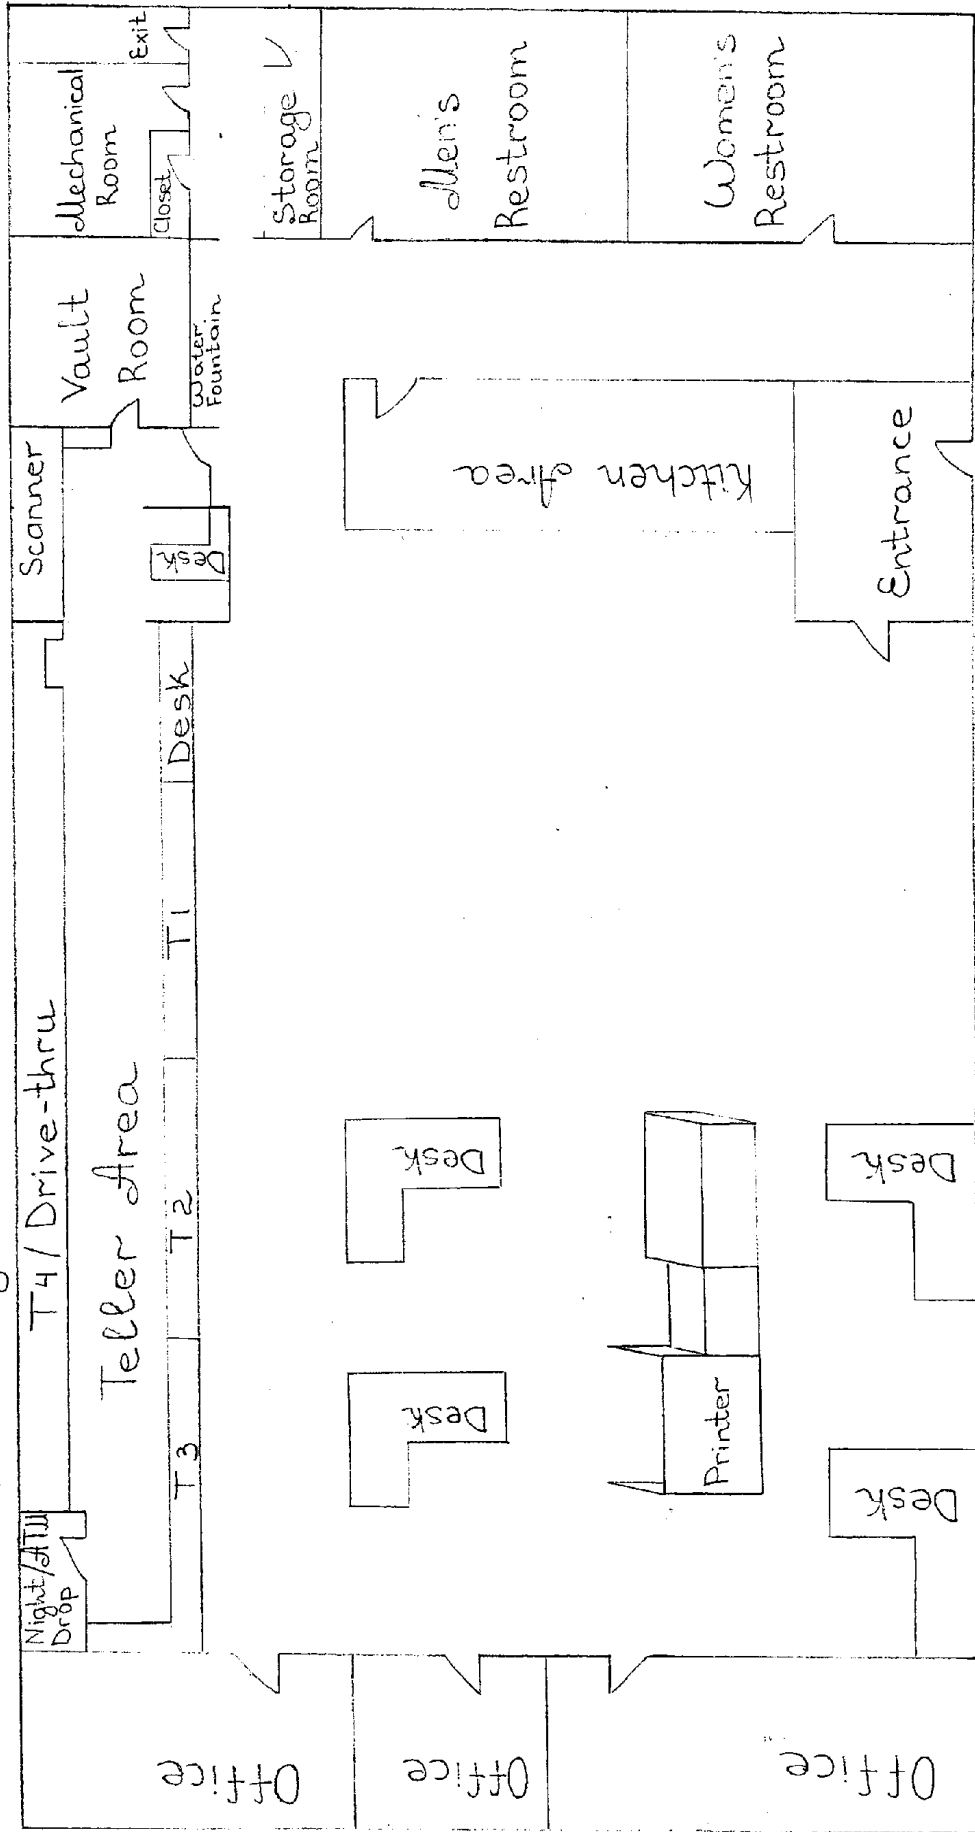 Night/ATM
Drop
T4/Drive-thru
Scanner
Vault
Room
Mechanical
Room
Exit
Closet
Teller Area
T3
T2
T1
Desk
Desk
Water
Fountain
Storage
Room
Men's
Restroom
Women's
Restroom
Kitchen Area
Entrance
Desk
Desk
Printer
Desk
Desk
Office
Office
Office